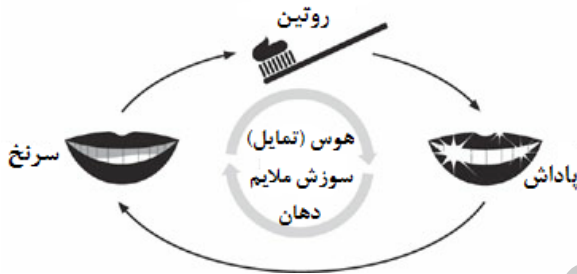 روتین
سرنخ
هوس (تمایل)
سوزش ملایم
دهان
پاداش